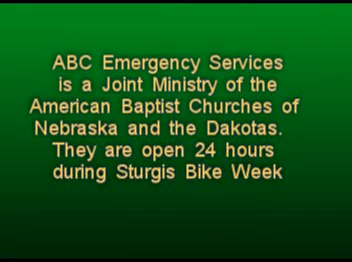 ABC Emergency Services
is a Joint Ministry of the
American Baptist Churches of
Nebraska and the Dakotas.
They are open 24 hours
during Sturgis Bike Week